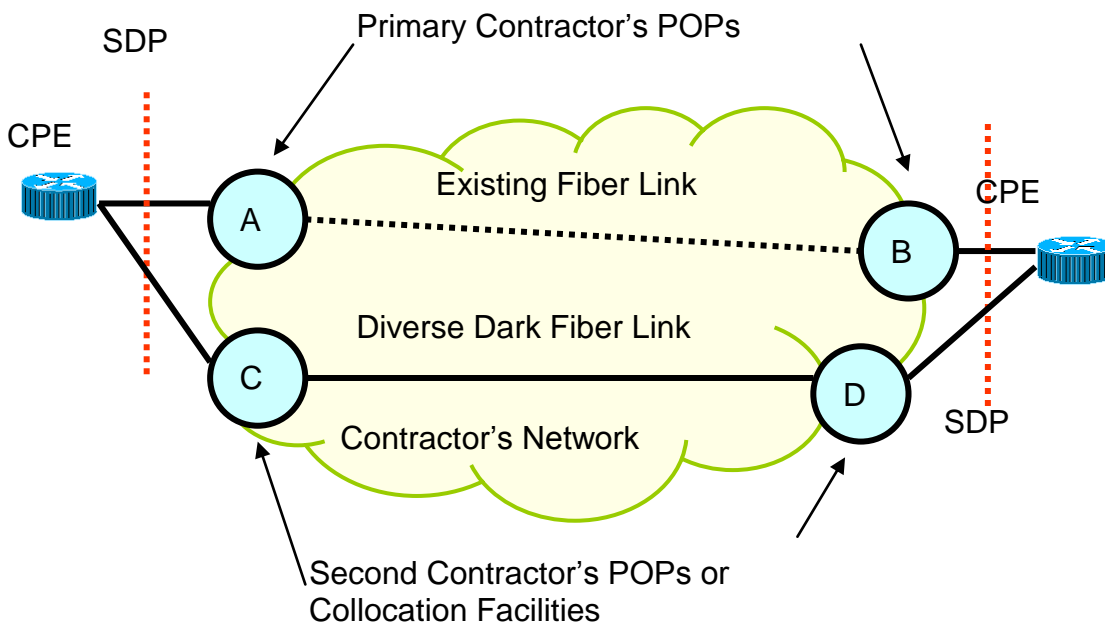 Primary Contractor's POPs
SDP
CPE
Existing Fiber Link
CPE
A
B
Diverse Dark Fiber Link
C
D
SDP
Contractor's Network
Second Contractor's POPs or
Collocation Facilities